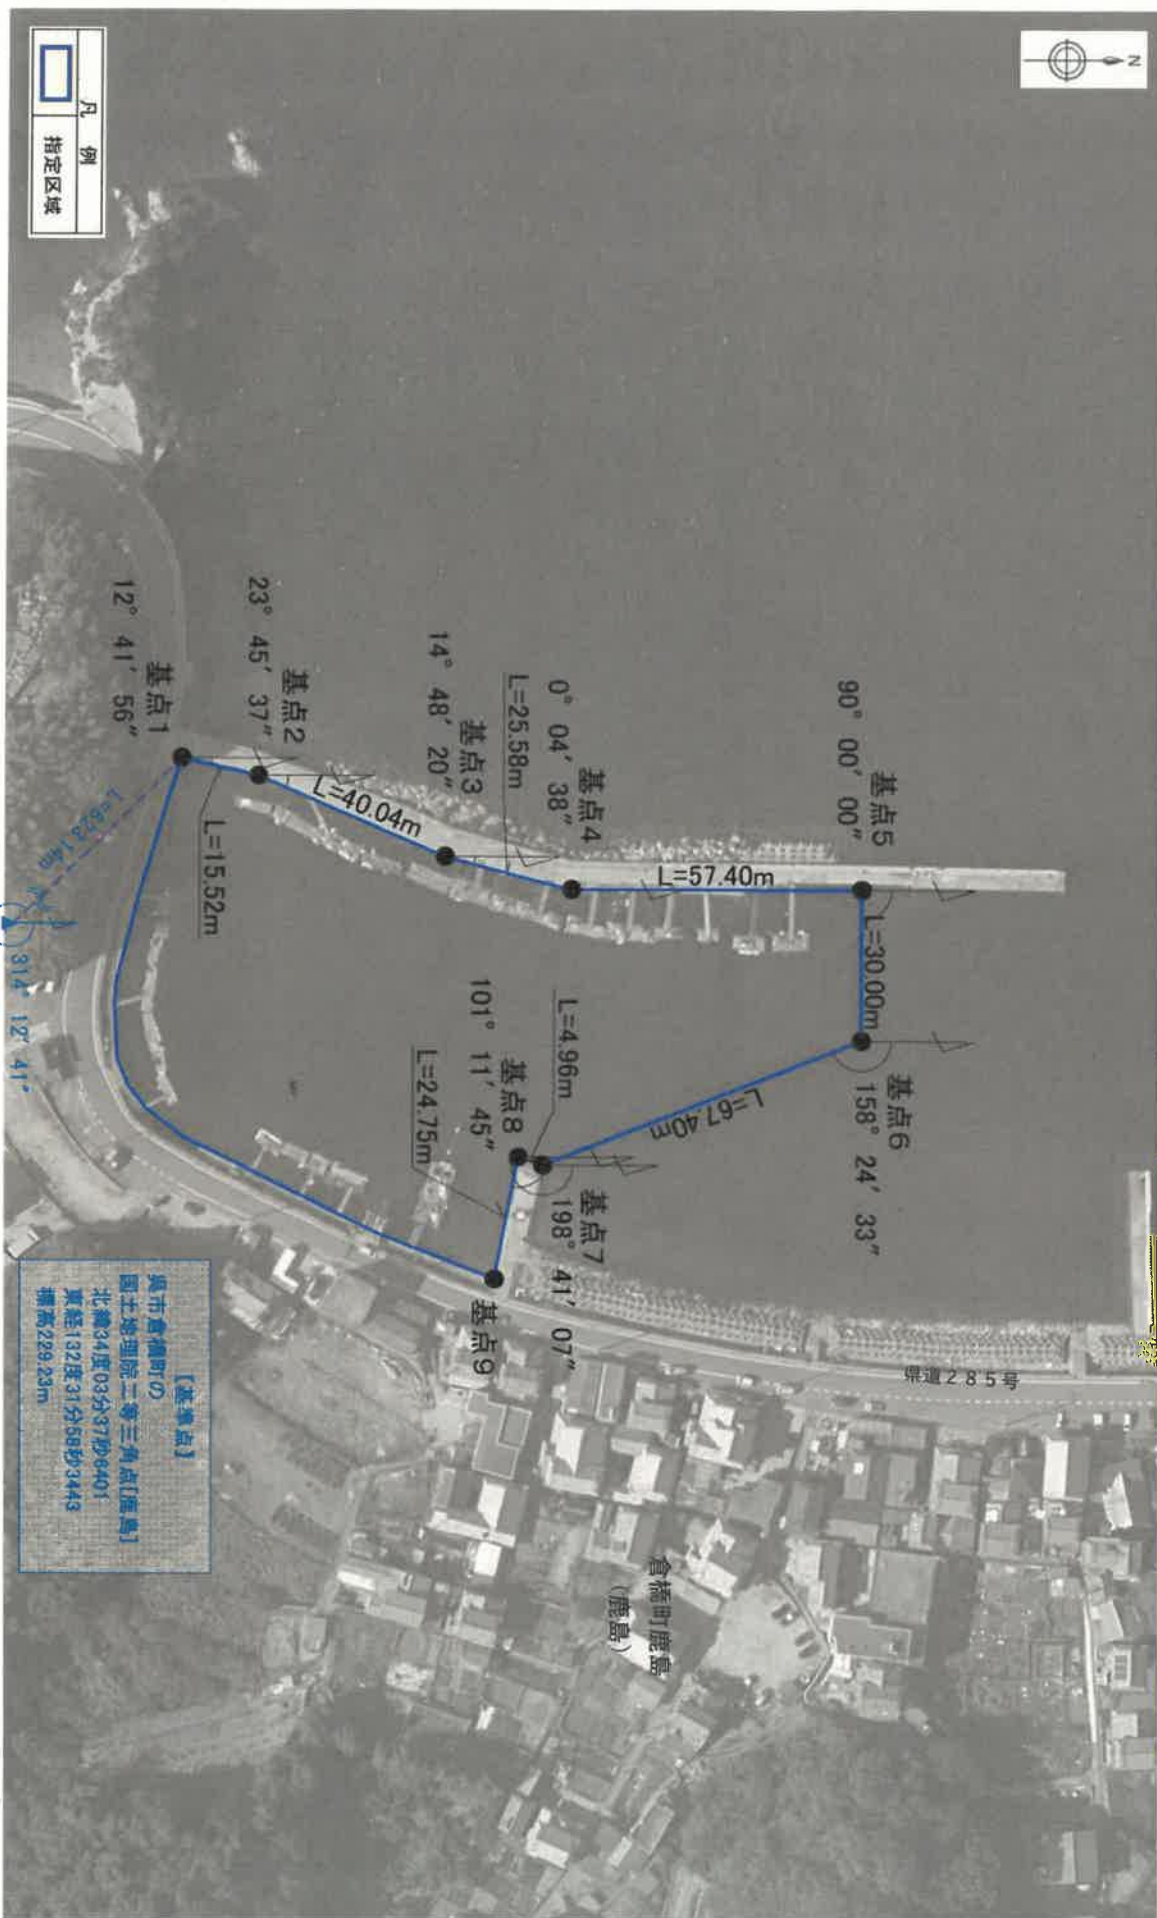 N
凡 例
指定区域
基点1
12° 41′ 56″
L=15.52m
基点2
23° 45′ 37″
L=40.04m
基点3
14° 48′ 20″
L=25.58m
基点4
0° 04′ 38″
L=57.40m
基点5
90° 00′ 00″
L=30.00m
基点6
158° 24′ 33″
L=67.40m
基点7
198° 41′ 07″
L=4.96m
基点8
101° 11′ 45″
L=24.75m
基点9
L=623.14m
314° 12′ 41″
県道285号
倉橋町鹿島
(鹿島)
【基準点】
呉市倉橋町の
国土地理院二等三角点[鹿島]
北緯34度03分37秒6401
東経132度31分58秒3443
標高229.23m